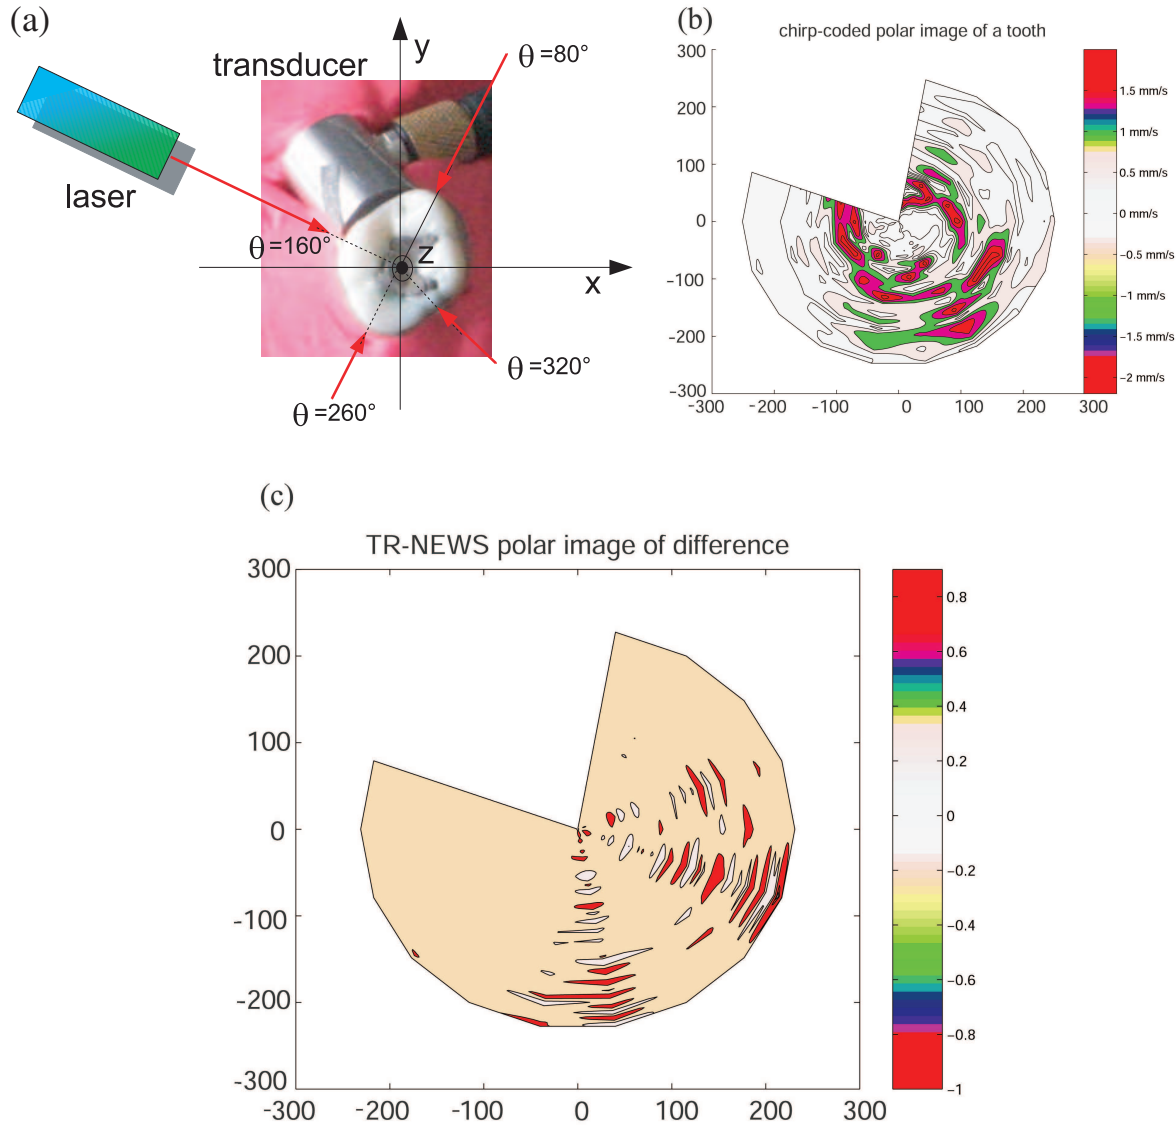 (a)
y
θ=80°
transducer
laser
θ=160°
z
x
θ=320°
θ=260°
(b)
chirp-coded polar image of a tooth
300
200
100
0
−100
−200
−300
−300 −200 −100 0 100 200 300
1.5 mm/s
1 mm/s
0.5 mm/s
0 mm/s
−0.5 mm/s
−1 mm/s
−1.5 mm/s
−2 mm/s
(c)
TR-NEWS polar image of difference
300
200
100
0
-100
-200
-300
-300 -200 -100 0 100 200 300
0.8
0.6
0.4
0.2
0
−0.2
−0.4
−0.6
−0.8
−1